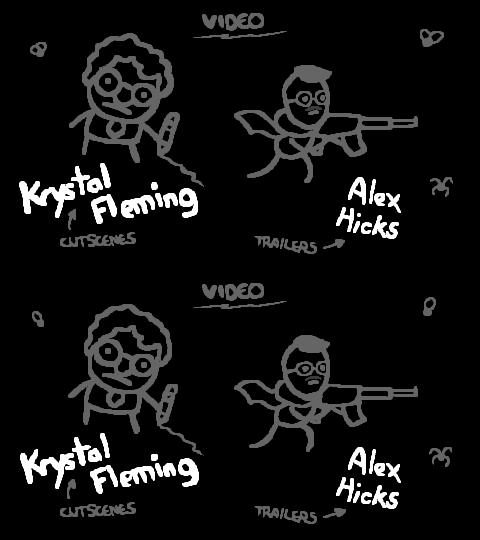 VIDEO
Krystal
Fleming
CUTSCENES
Alex
Hicks
TRAILERS
VIDEO
Krystal
Fleming
CUTSCENES
Alex
Hicks
TRAILERS